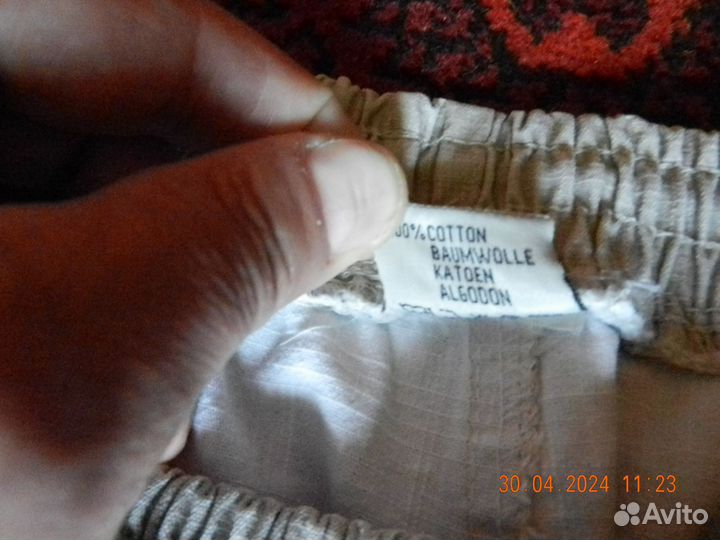 00%COTTON
BAUMWOLLE
KATOEN
ALGODON
30.04.2024 11:23
Avito